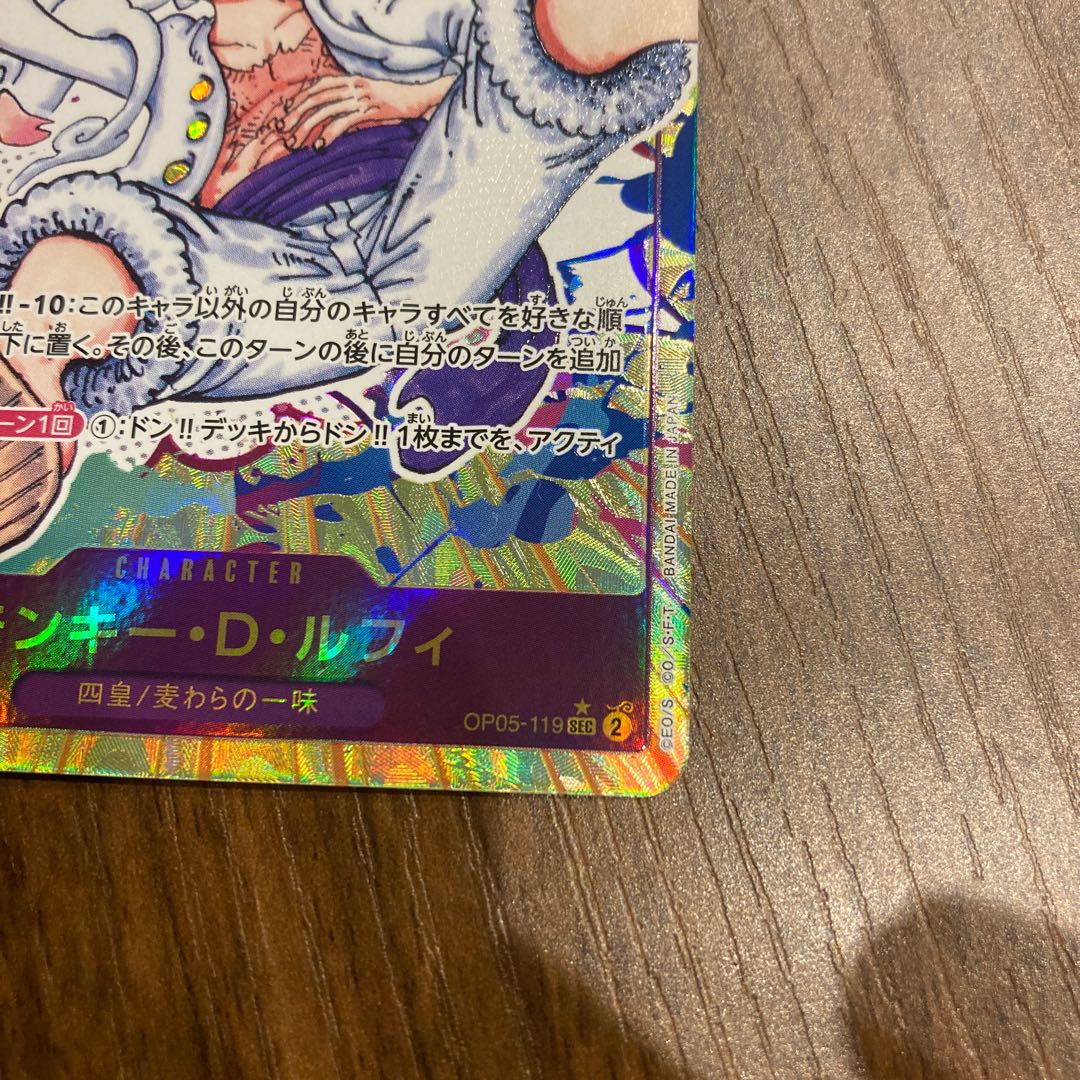 !! -10:このキャラ以外の自分のキャラすべてを好きな順
下に置く。その後、このターンの後に自分のターンを追加
ーン1回 ①:ドン!!デッキからドン!!1枚までを、アクティ
CHARACTER
モンキー・D・ルフィ
四皇/麦わらの一味
OP05-119 SEC 2
©EO/S ©O/S・F・T BANDAI MADE IN JAPAN